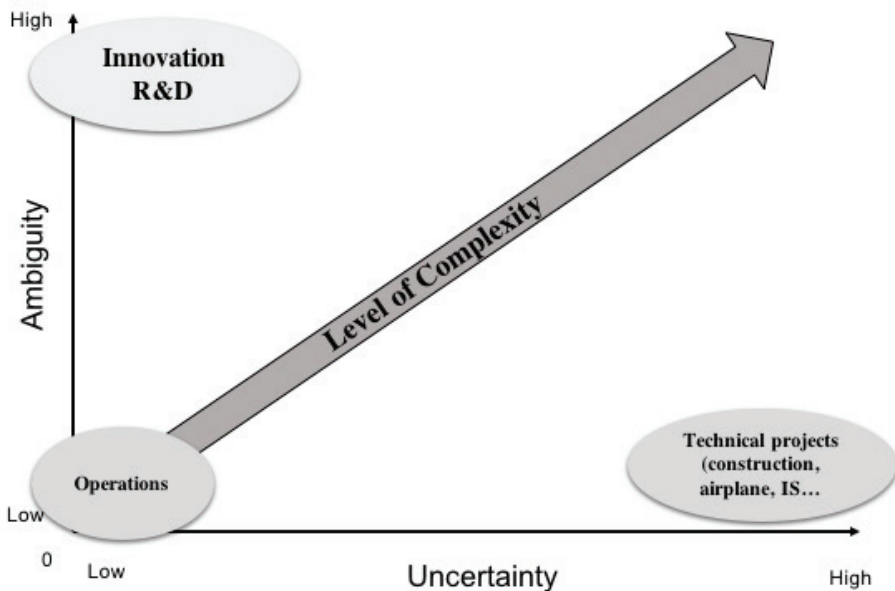 High
Innovation
R&D
Ambiguity
Level of Complexity
Operations
Technical projects
(construction,
airplane, IS…
Low
0
Low
Uncertainty
High